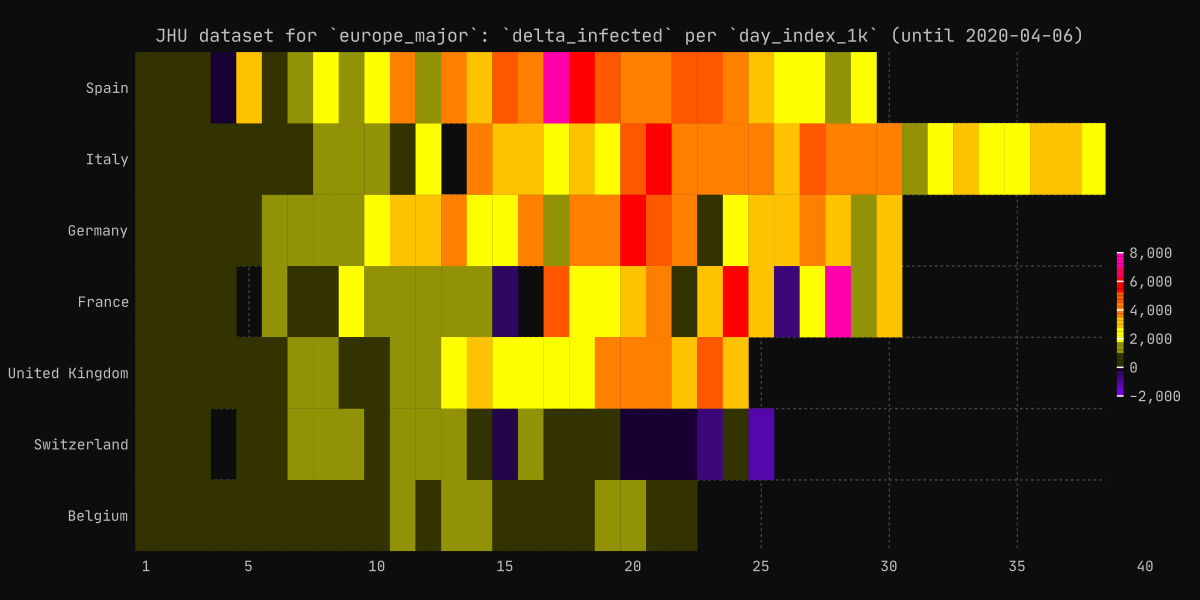 JHU dataset for `europe_major`: `delta_infected` per `day_index_1k` (until 2020-04-06)
Spain
Italy
Germany
France
United Kingdom
Switzerland
Belgium
8,000
6,000
4,000
2,000
0
−2,000
1 5 10 15 20 25 30 35 40